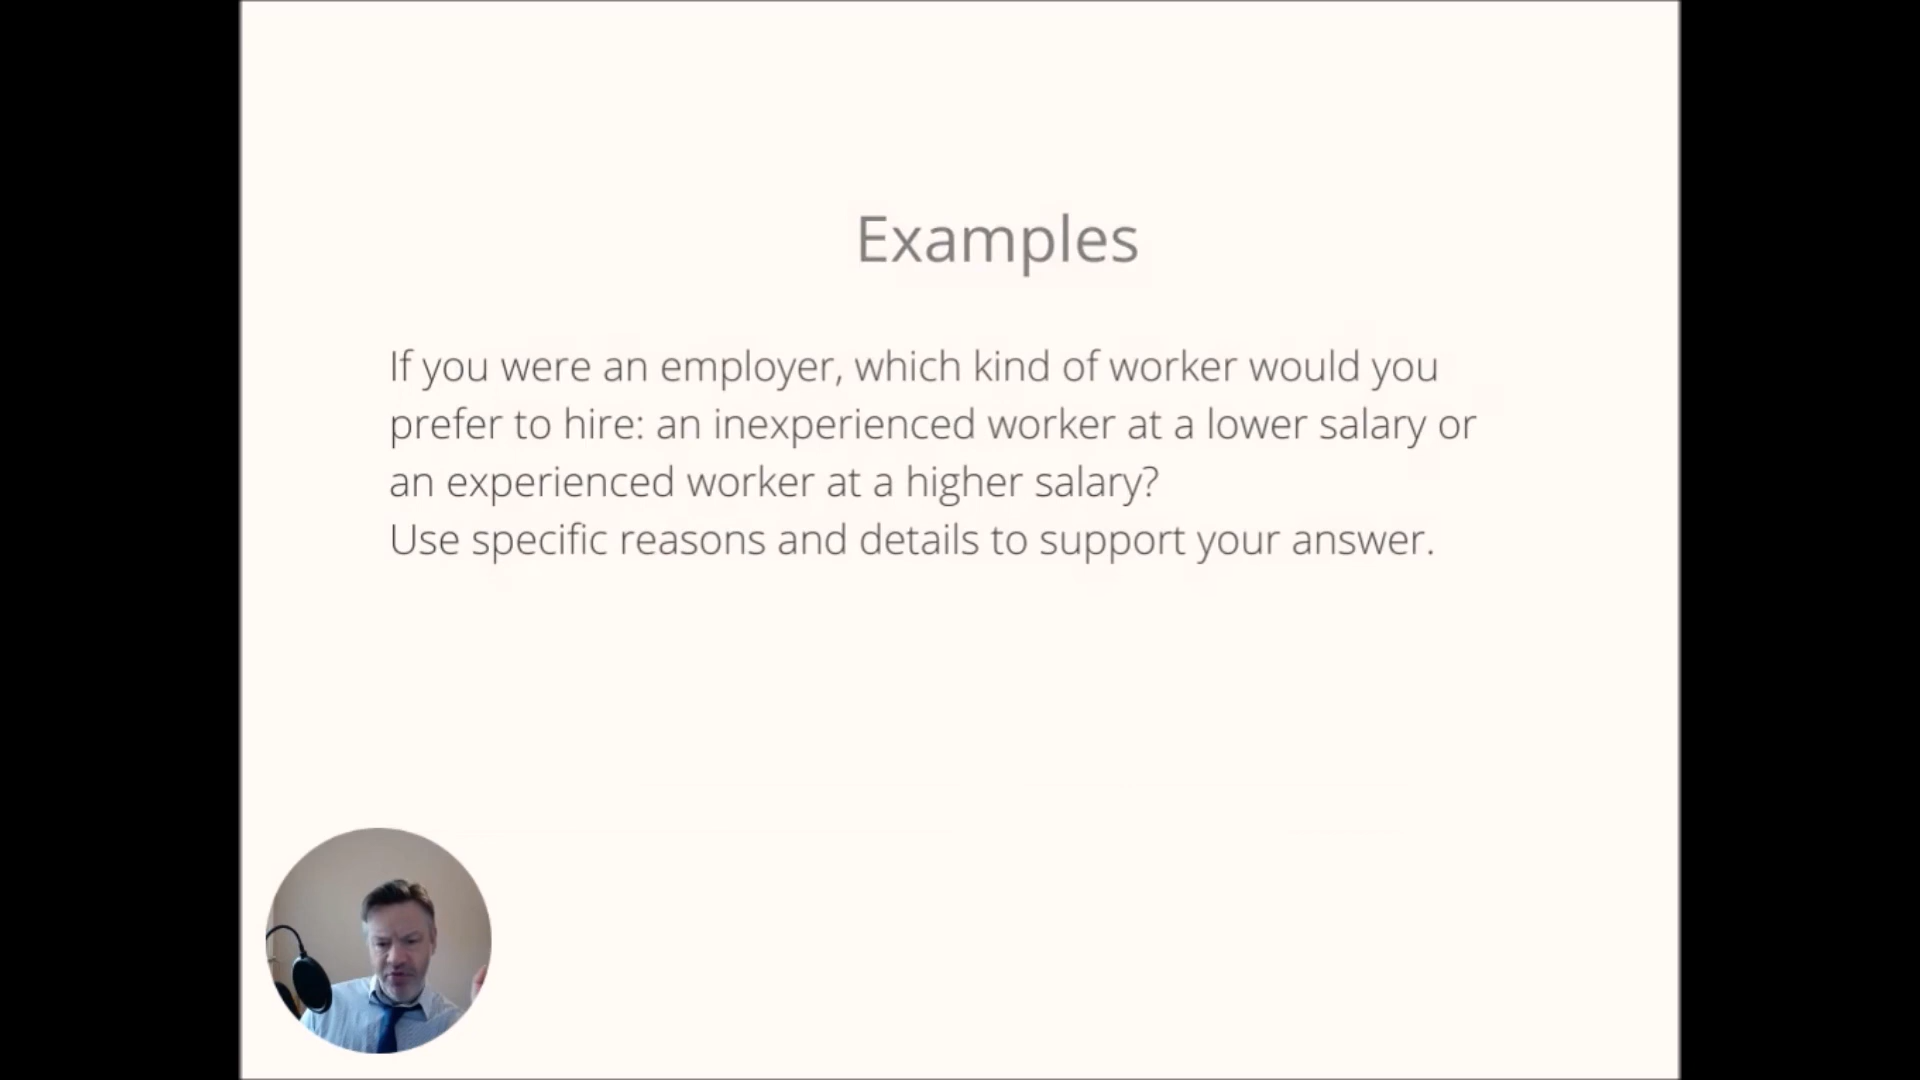 Examples
If you were an employer, which kind of worker would you
prefer to hire: an inexperienced worker at a lower salary or
an experienced worker at a higher salary?
Use specific reasons and details to support your answer.